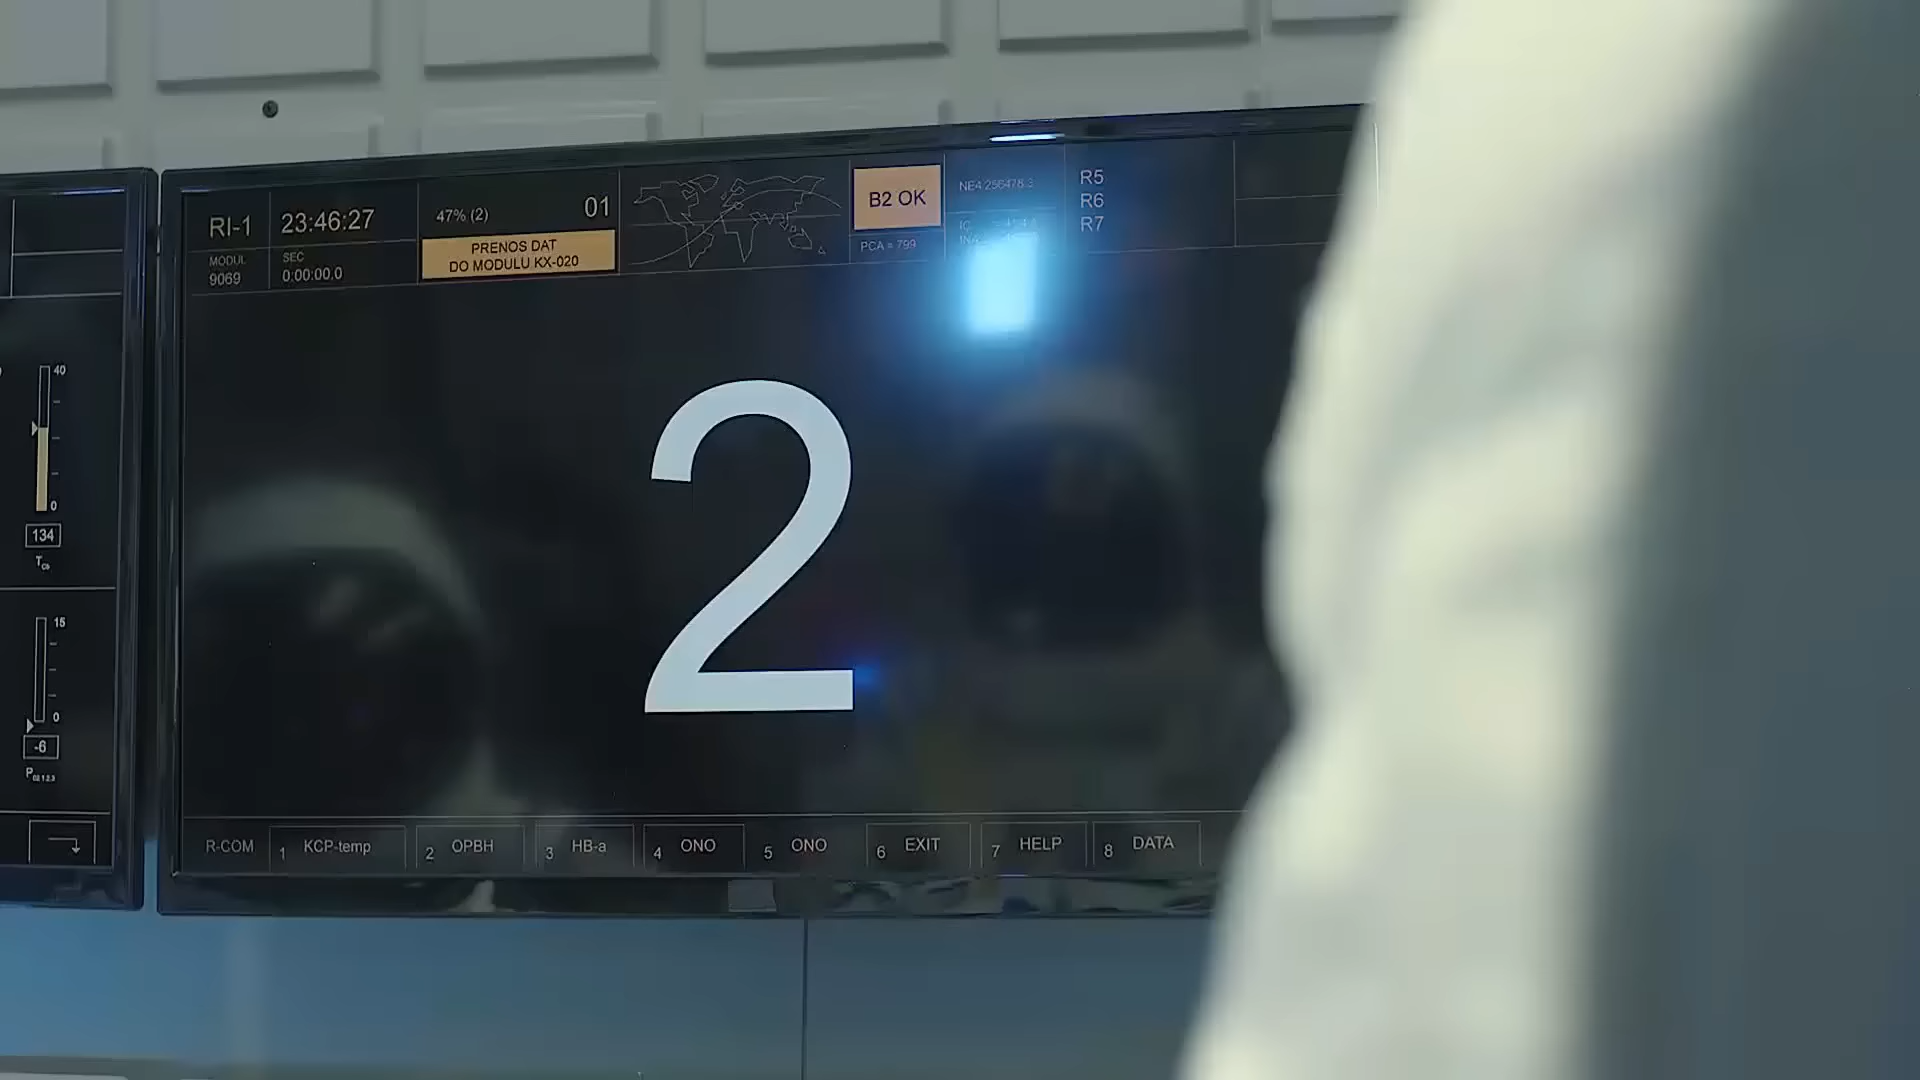 RI-1
23:46:27
47% (2)
01
PRENOS DAT
DO MODULU KX-020
MODUL
9069
SEC
0:00:00.0
B2 OK
PCA = 799
R5
R6
R7
40
0
134
15
0
-6
2
R-COM
1 KCP-temp
2 OPBH
3 HB-a
4 ONO
5 ONO
6 EXIT
7 HELP
8 DATA